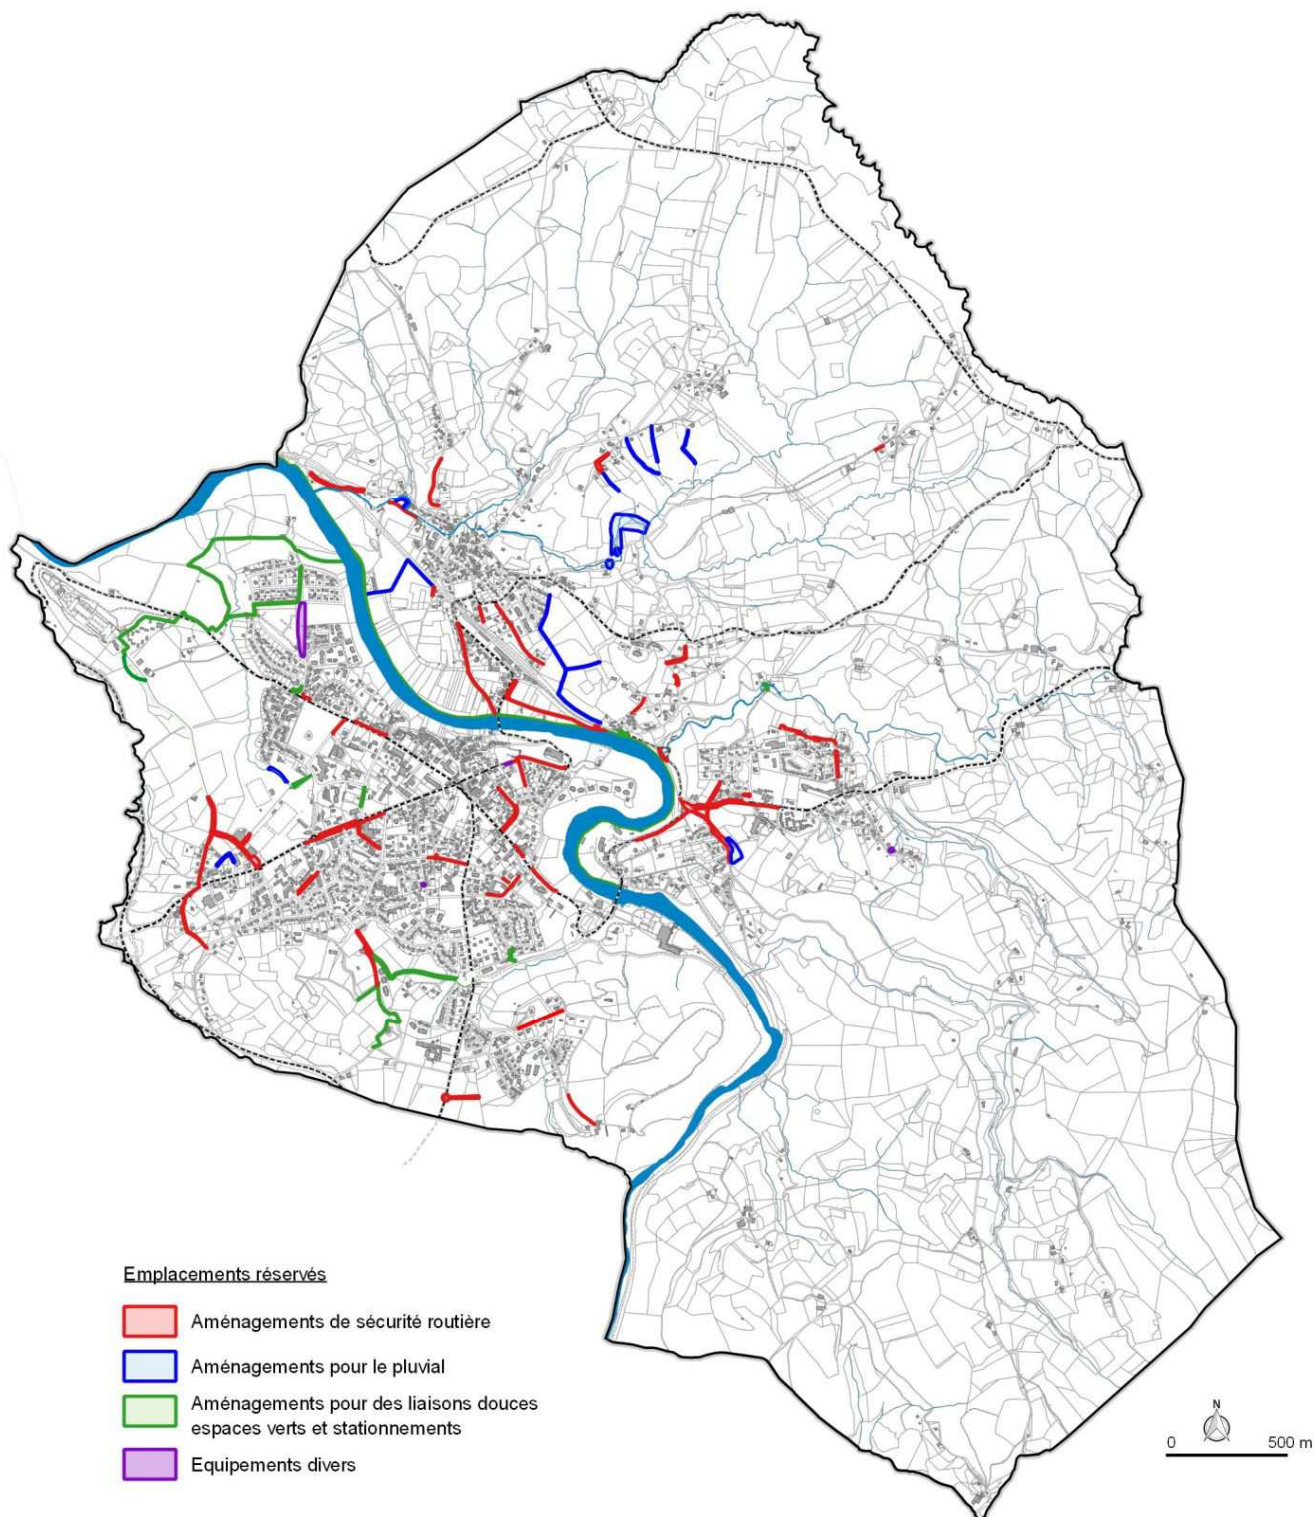 Emplacements réservés
Aménagements de sécurité routière
Aménagements pour le pluvial
Aménagements pour des liaisons douces
espaces verts et stationnements
Equipements divers
N
0 500 m